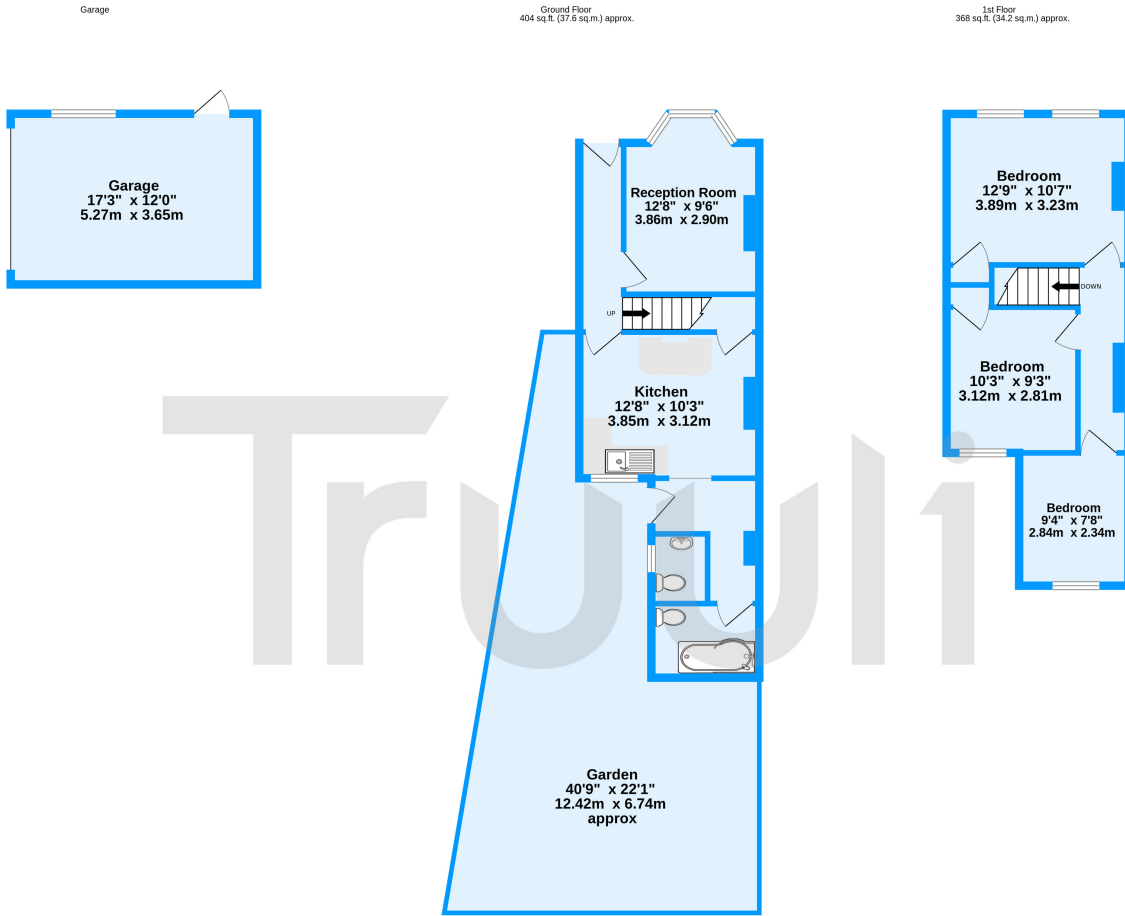 Garage
Garage
17'3" x 12'0"
5.27m x 3.65m
Ground Floor
404 sq.ft. (37.6 sq.m.) approx.
Reception Room
12'8" x 9'6"
3.86m x 2.90m
UP
Kitchen
12'8" x 10'3"
3.85m x 3.12m
Garden
40'9" x 22'1"
12.42m x 6.74m
approx
1st Floor
368 sq.ft. (34.2 sq.m.) approx.
Bedroom
12'9" x 10'7"
3.89m x 3.23m
DOWN
Bedroom
10'3" x 9'3"
3.12m x 2.81m
Bedroom
9'4" x 7'8"
2.84m x 2.34m
Truuli